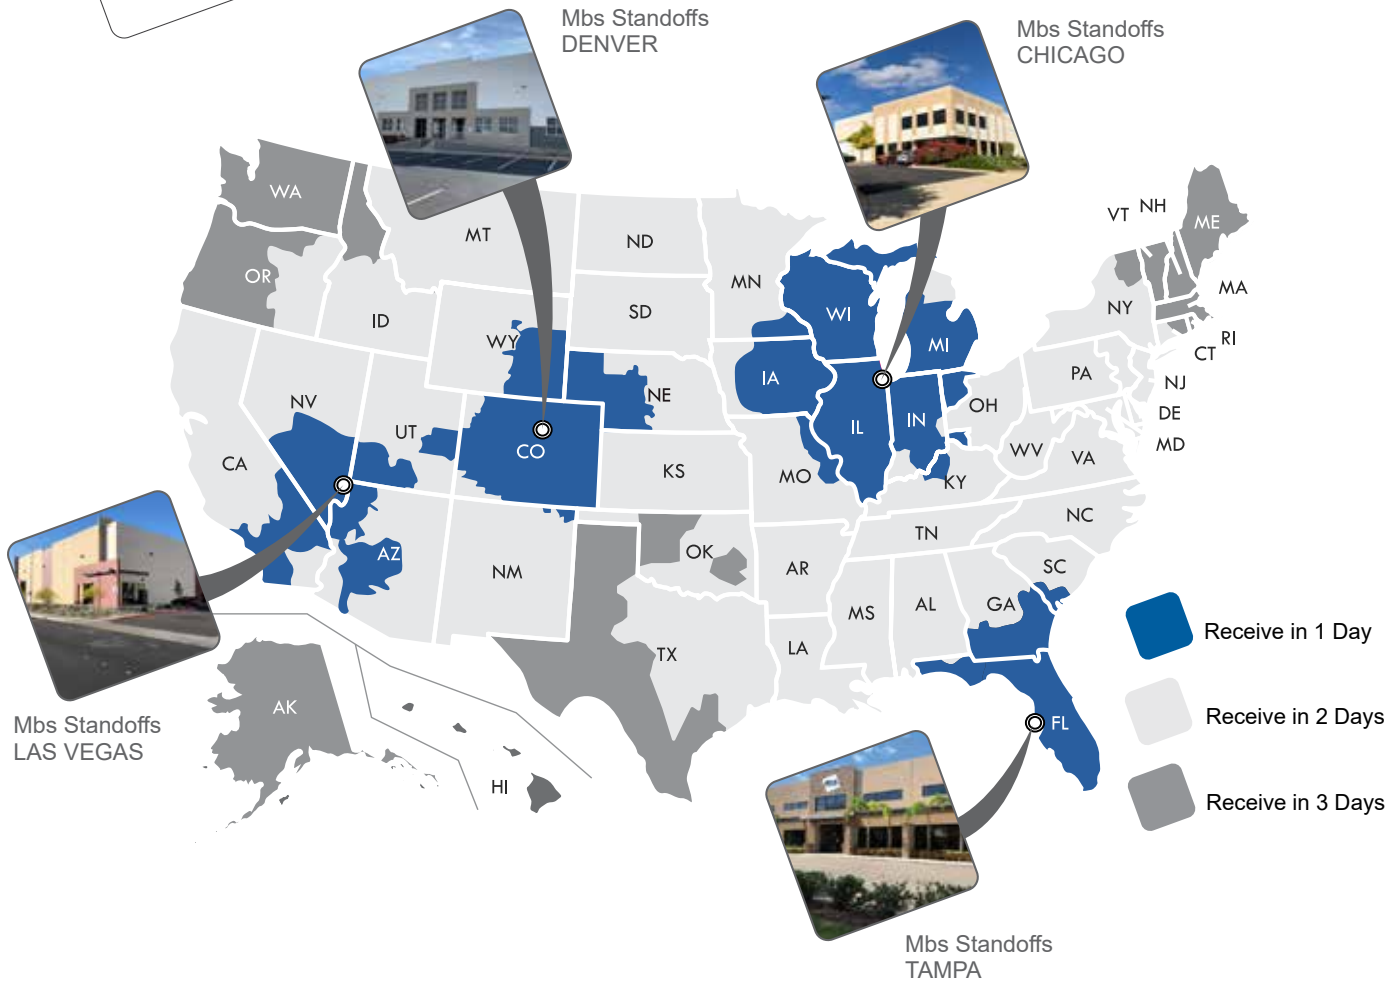 Mbs Standoffs
DENVER
Mbs Standoffs
CHICAGO
WA
MT
ND
MN
VT
NH
ME
OR
ID
SD
WI
NY
MA
WY
MI
RI
CT
NV
NE
IA
PA
NJ
UT
CO
IL
IN
OH
DE
CA
KS
MO
KY
WV
VA
MD
AZ
NM
OK
AR
TN
NC
MS
AL
GA
SC
TX
LA
AK
HI
FL
Receive in 1 Day
Receive in 2 Days
Receive in 3 Days
Mbs Standoffs
LAS VEGAS
Mbs Standoffs
TAMPA